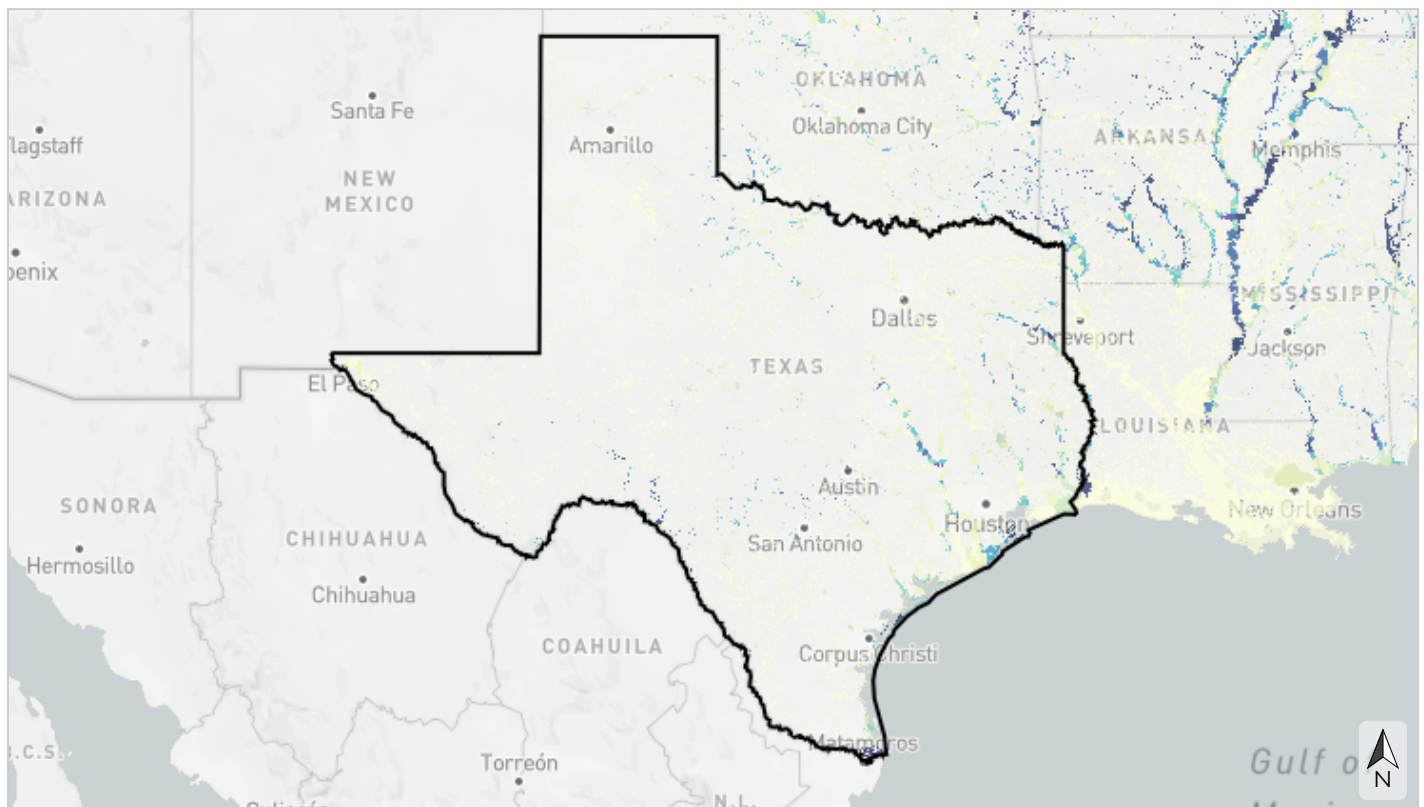 OKLAHOMA
Santa Fe
Oklahoma City
ARKANSAS
Memphis
lagstaff
Amarillo
NEW
MEXICO
ARIZONA
oenix
MISSISSIPPI
Dallas
Shreveport
Jackson
TEXAS
El Paso
LOUISIANA
Austin
SONORA
New Orleans
Houston
CHIHUAHUA
San Antonio
Hermosillo
Chihuahua
COAHUILA
Corpus Christi
Matamoros
B.C.S.
Torreón
Gulf o
N
N.L.